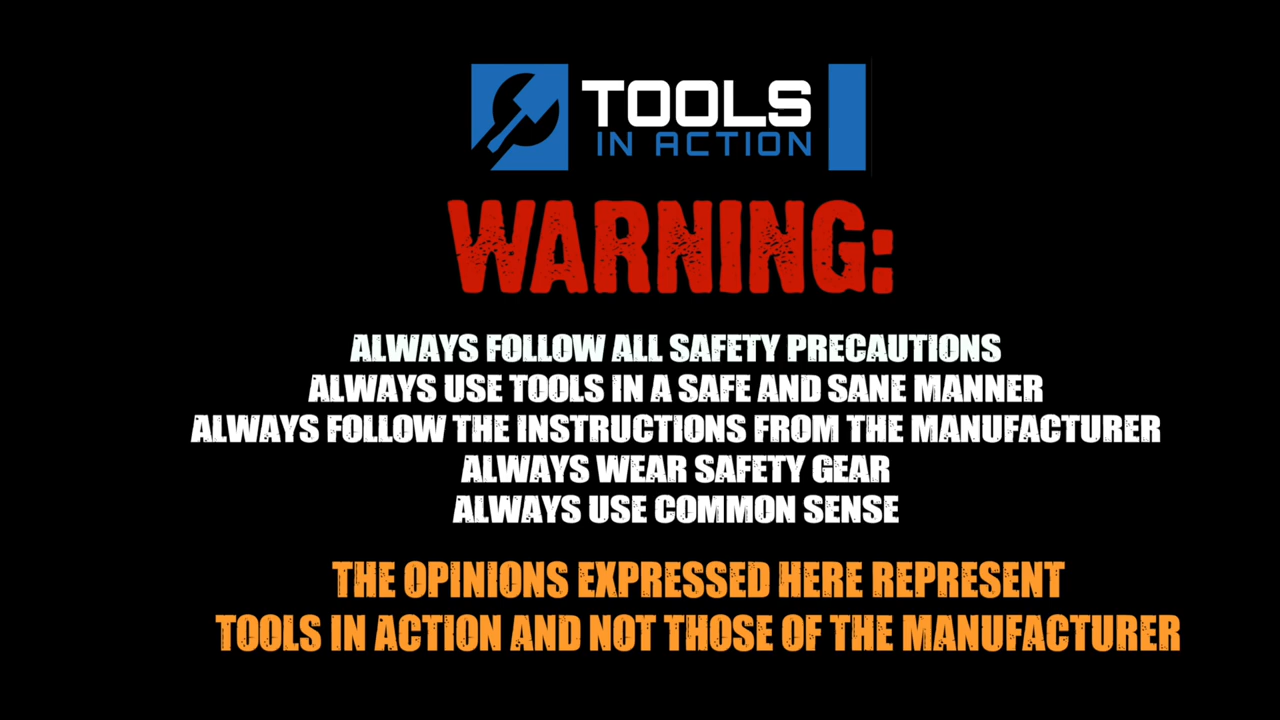 TOOLS
IN ACTION
WARNING:
ALWAYS FOLLOW ALL SAFETY PRECAUTIONS
ALWAYS USE TOOLS IN A SAFE AND SANE MANNER
ALWAYS FOLLOW THE INSTRUCTIONS FROM THE MANUFACTURER
ALWAYS WEAR SAFETY GEAR
ALWAYS USE COMMON SENSE
THE OPINIONS EXPRESSED HERE REPRESENT
TOOLS IN ACTION AND NOT THOSE OF THE MANUFACTURER